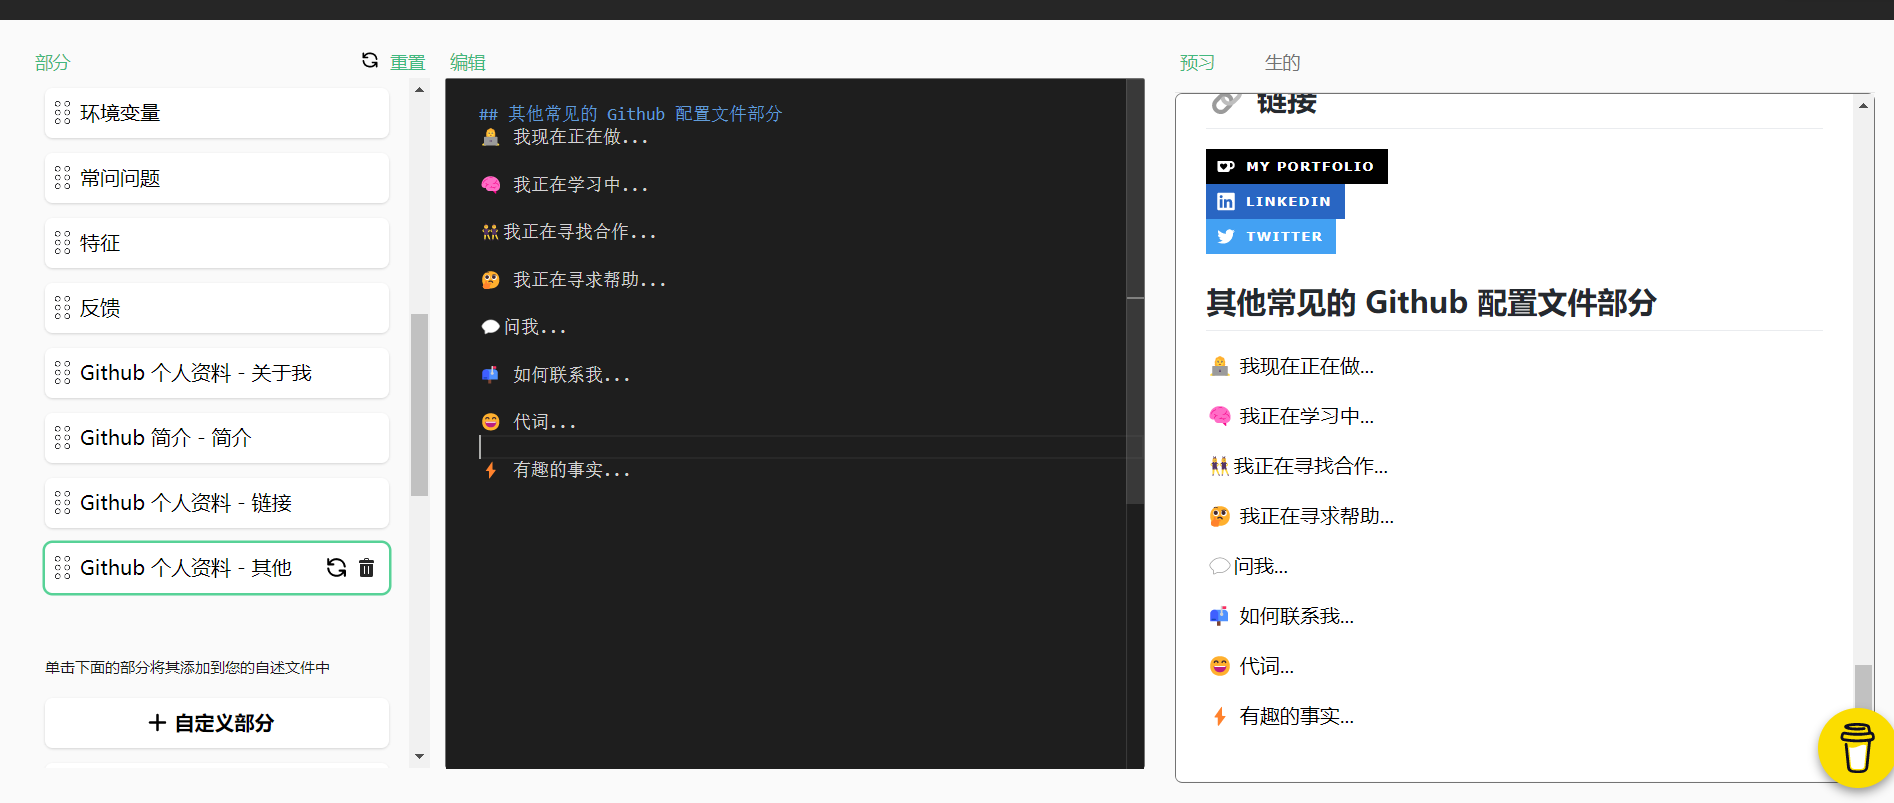 部分
重置
环境变量
常问问题
特征
反馈
Github 个人资料 - 关于我
Github 简介 - 简介
Github 个人资料 - 链接
Github 个人资料 - 其他
单击下面的部分将其添加到您的自述文件中
+ 自定义部分
编辑
## 其他常见的 Github 配置文件部分
👩‍💻 我现在正在做...
🧠 我正在学习中...
👯‍♀️我正在寻找合作...
🤔 我正在寻求帮助...
💬问我...
📫 如何联系我...
😄 代词...
⚡️ 有趣的事实...
预习 生的
🔗 链接
MY PORTFOLIO
LINKEDIN
TWITTER
其他常见的 Github 配置文件部分
👩‍💻 我现在正在做...
🧠 我正在学习中...
👯‍♀️我正在寻找合作...
🤔 我正在寻求帮助...
💬问我...
📫 如何联系我...
😄 代词...
⚡️ 有趣的事实...